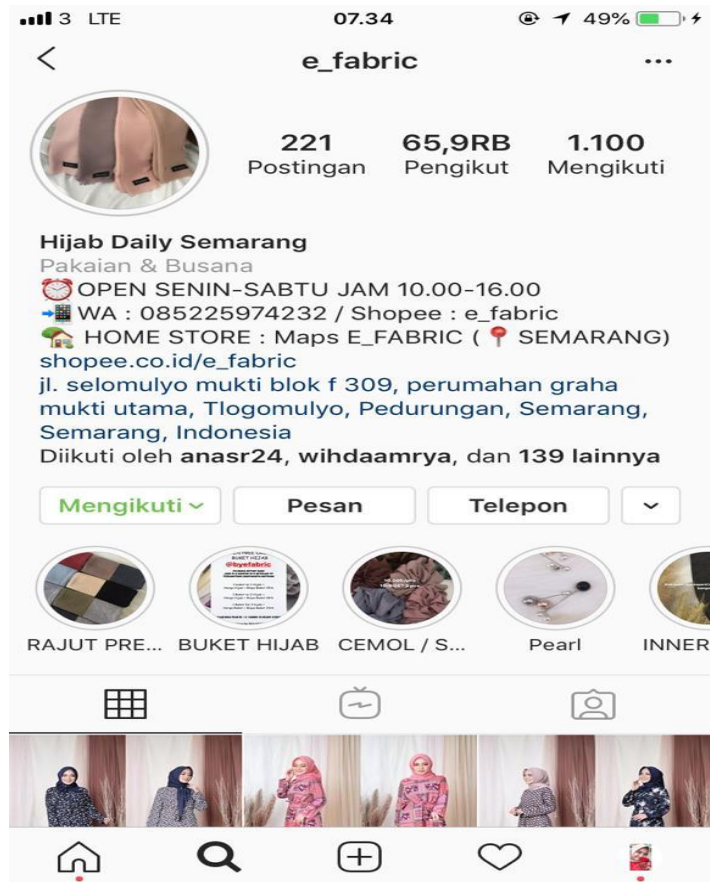 3 LTE 07.34 49%
e_fabric
221 65,9RB 1.100
Postingan Pengikut Mengikuti
Hijab Daily Semarang
Pakaian & Busana
OPEN SENIN-SABTU JAM 10.00-16.00
WA : 085225974232 / Shopee : e_fabric
HOME STORE : Maps E_FABRIC ( SEMARANG)
shopee.co.id/e_fabric
jl. selomulyo mukti blok f 309, perumahan graha
mukti utama, Tlogomulyo, Pedurungan, Semarang,
Semarang, Indonesia
Diikuti oleh anasr24, wihdaamrya, dan 139 lainnya
Mengikuti Pesan Telepon
BUKET HIJAB
@byefabric
RAJUT PRE... BUKET HIJAB CEMOL / S... Pearl INNER